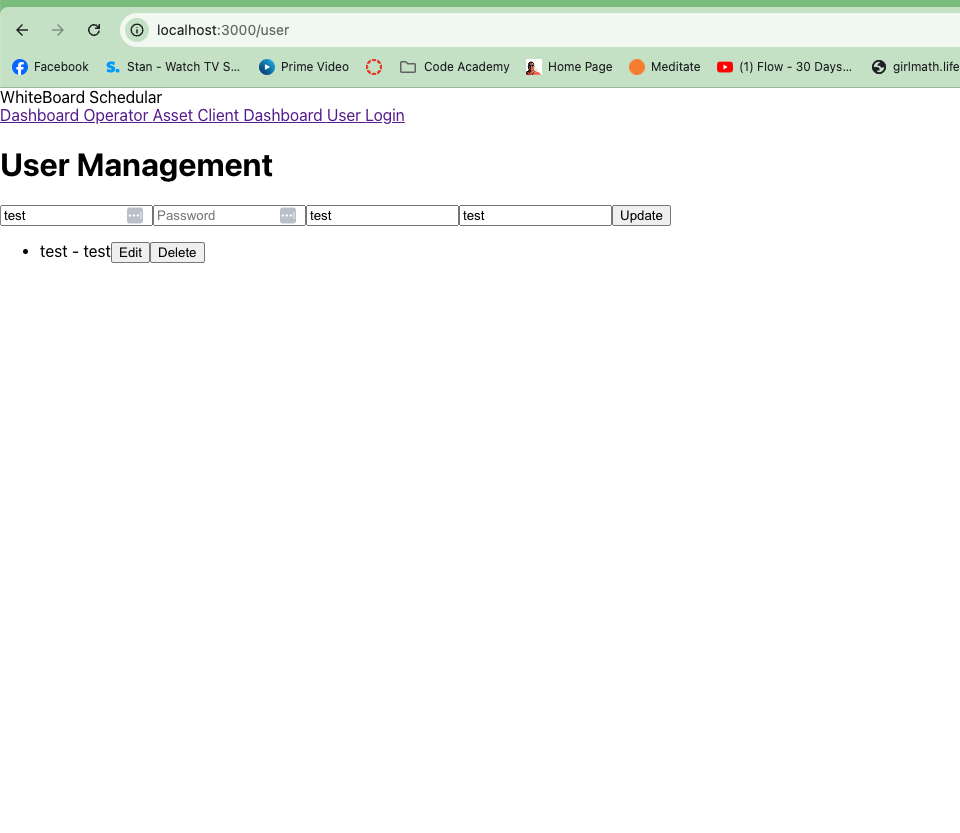 localhost:3000/user
Facebook S. Stan - Watch TV S... Prime Video Code Academy Home Page Meditate (1) Flow - 30 Days... girlmath.life
WhiteBoard Schedular
Dashboard Operator Asset Client Dashboard User Login
User Management
test Password test test Update
• test - test Edit Delete